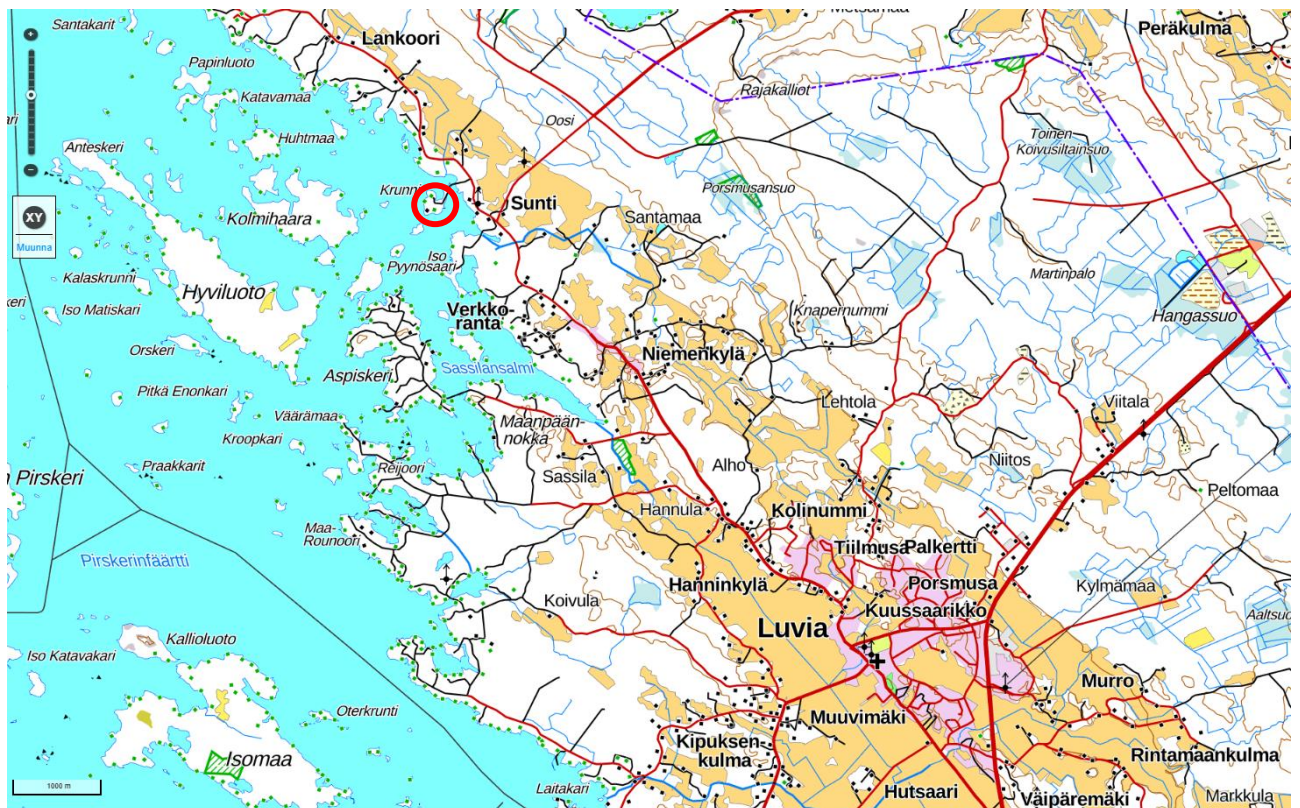 Santakarit
Lankoori
Peräkulma
Papinluoto
Katavamaa
Rajakalliot
Huhtmaa
Oosi
Toinen
Koivusiltainsuo
Anteskeri
kari
Krunni
Porsmusansuo
Sunti
Kolmihaara
Santamaa
XY
Muunna
Iso
Pyynösaari
Kalaskrunni
Martinpalo
Hyviluoto
Iso Matiskari
keri
Verkko-
ranta
Knapernummi
Hangassuo
Orskeri
Niemenkylä
Aspiskeri
Sassilansalmi
Pitkä Enonkari
Väärämaa
Maanpään-
nokka
Lehtola
Viitala
Kroopkari
Praakkarit
Reijoori
Sassila
Alho
Niitos
n Pirskeri
Peltomaa
Hannula
Kolinummi
Maa-
Rounoori
Tiilmusa
Palkertti
Pirskerinfäärtti
Hanninkylä
Porsmusa
Kylmämaa
Koivula
Kuussaarikko
Aaltsuo
Luvia
Kallioluoto
Iso Katavakari
Murro
Oterkrunti
Muuvimäki
Kipuksen-
kulma
Rintamaankulma
Isomaa
1000 m
Laitakari
Hutsaari
Väipäremäki
Markkula